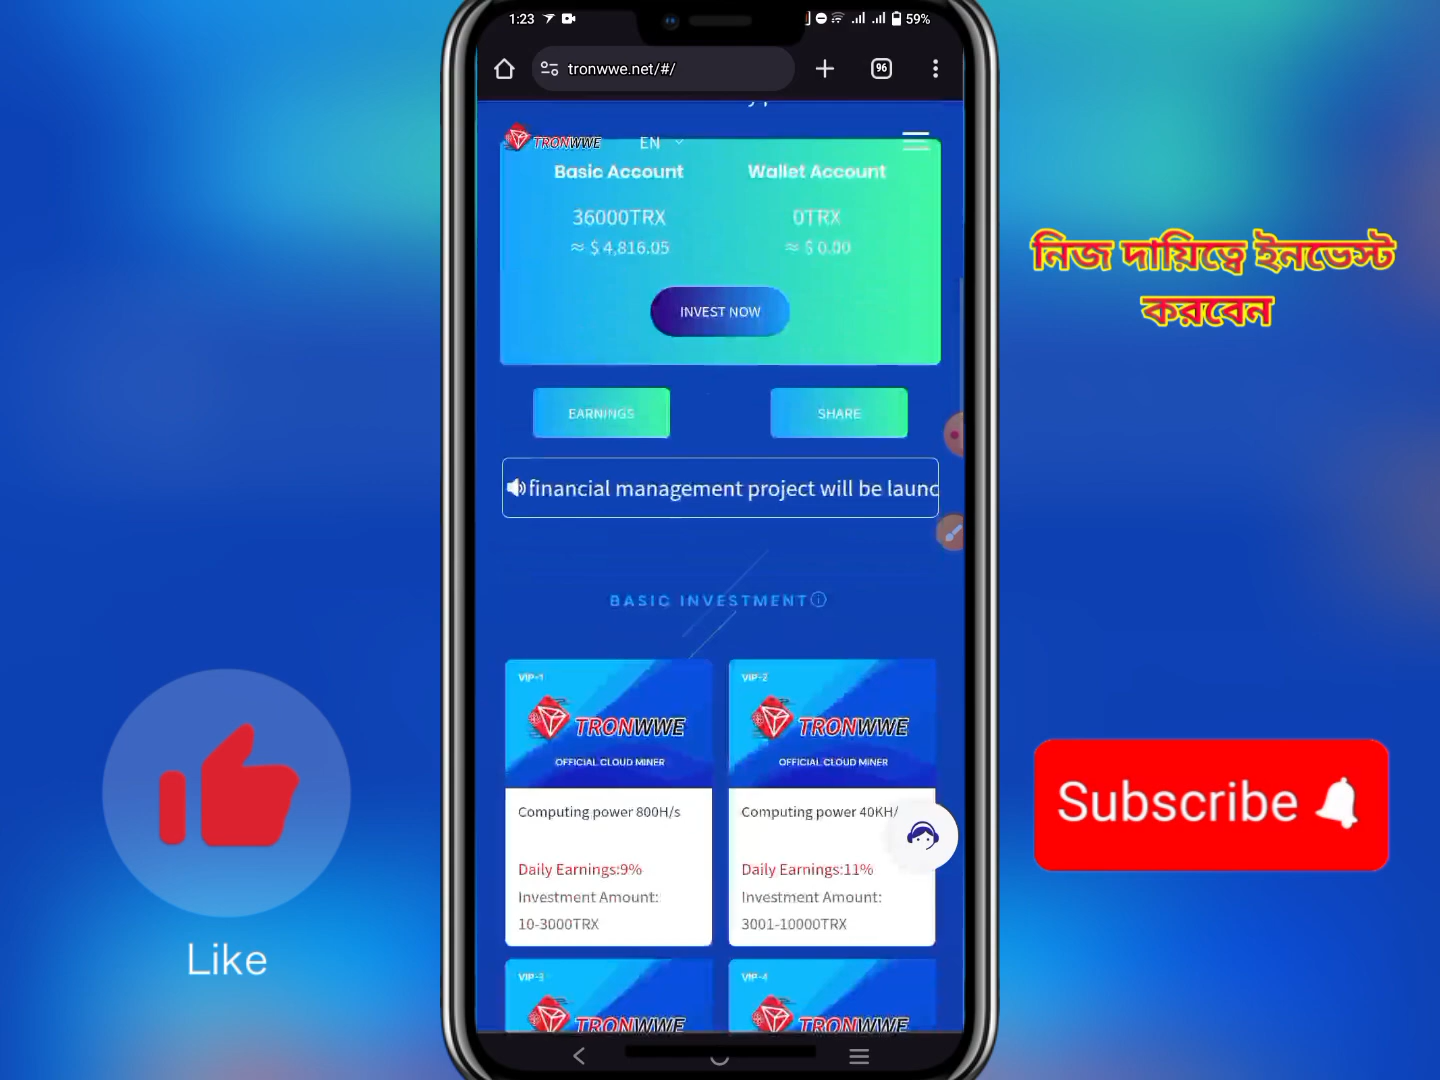 1:23
59%
tronwwe.net/#/
96
TRONWWE
EN
Basic Account
Wallet Account
36000TRX
0TRX
≈ $ 4,816.05
≈ $ 0.00
INVEST NOW
EARNINGS
SHARE
financial management project will be launc
BASIC INVESTMENT
VIP-1
TRONWWE
OFFICIAL CLOUD MINER
Computing power 800H/s
Daily Earnings:9%
Investment Amount:
10-3000TRX
VIP-2
TRONWWE
OFFICIAL CLOUD MINER
Computing power 40KH/
Daily Earnings:11%
Investment Amount:
3001-10000TRX
VIP-3
TRONWWE
VIP-4
TRONWWE
নিজ দায়িত্বে ইনভেস্ট
করবেন
Like
Subscribe